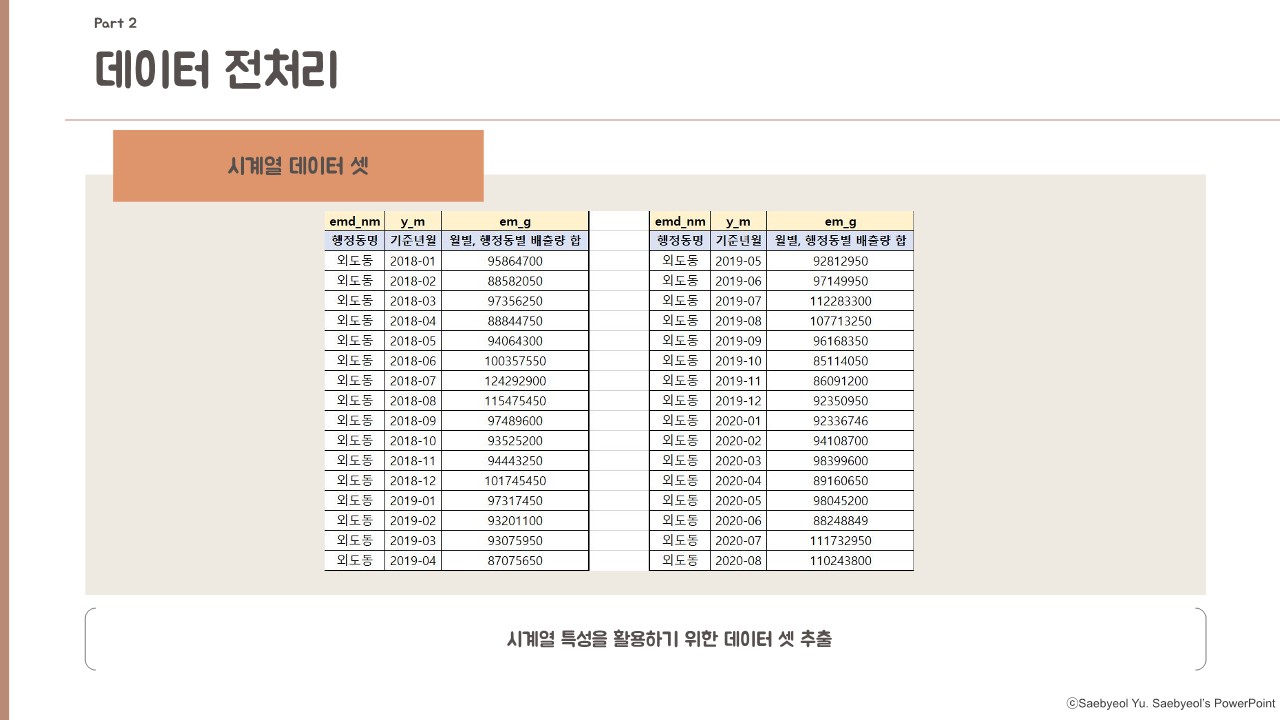 Part 2
데이터 전처리
시계열 데이터 셋
emd_nm y_m em_g
행정동명 기준년월 월별, 행정동별 배출량 합
외도동 2018-01 95864700
외도동 2018-02 88582050
외도동 2018-03 97356250
외도동 2018-04 88844750
외도동 2018-05 94064300
외도동 2018-06 100357550
외도동 2018-07 124292900
외도동 2018-08 115475450
외도동 2018-09 97489600
외도동 2018-10 93525200
외도동 2018-11 94443250
외도동 2018-12 101745450
외도동 2019-01 97317450
외도동 2019-02 93201100
외도동 2019-03 93075950
외도동 2019-04 87075650
emd_nm y_m em_g
행정동명 기준년월 월별, 행정동별 배출량 합
외도동 2019-05 92812950
외도동 2019-06 97149950
외도동 2019-07 112283300
외도동 2019-08 107713250
외도동 2019-09 96168350
외도동 2019-10 85114050
외도동 2019-11 86091200
외도동 2019-12 92350950
외도동 2020-01 92336746
외도동 2020-02 94108700
외도동 2020-03 98399600
외도동 2020-04 89160650
외도동 2020-05 98045200
외도동 2020-06 88248849
외도동 2020-07 111732950
외도동 2020-08 110243800
시계열 특성을 활용하기 위한 데이터 셋 추출
ⓒSaebyeol Yu. Saebyeol's PowerPoint